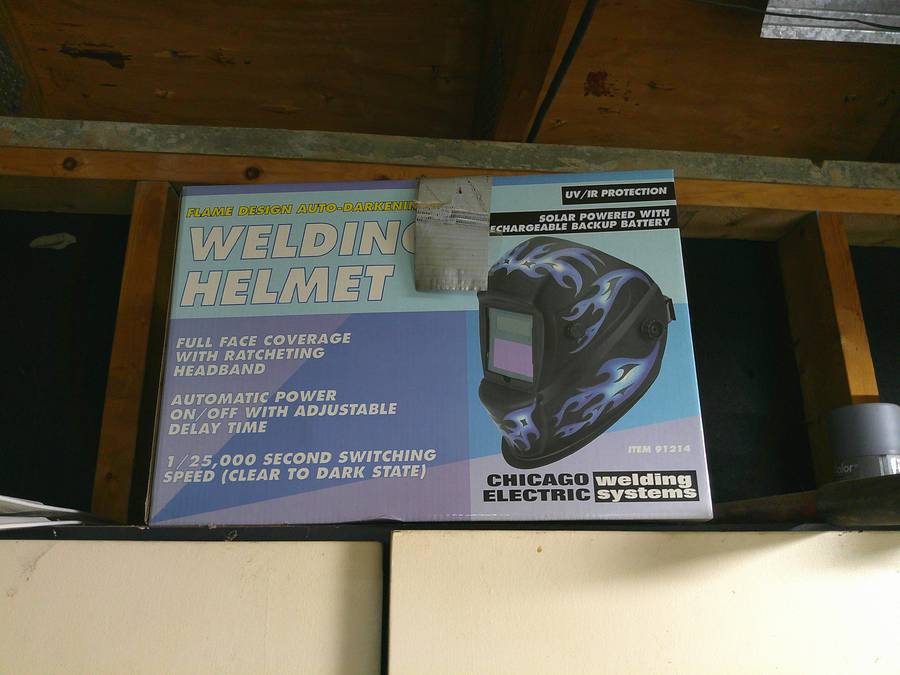 FLAME DESIGN AUTO-DARKENIN
WELDING
HELMET
UV/IR PROTECTION
SOLAR POWERED WITH
ECHARGEABLE BACKUP BATTERY
FULL FACE COVERAGE
WITH RATCHETING
HEADBAND
AUTOMATIC POWER
ON/OFF WITH ADJUSTABLE
DELAY TIME
1/25,000 SECOND SWITCHING
SPEED (CLEAR TO DARK STATE)
ITEM 91214
CHICAGO
ELECTRIC
welding
systems